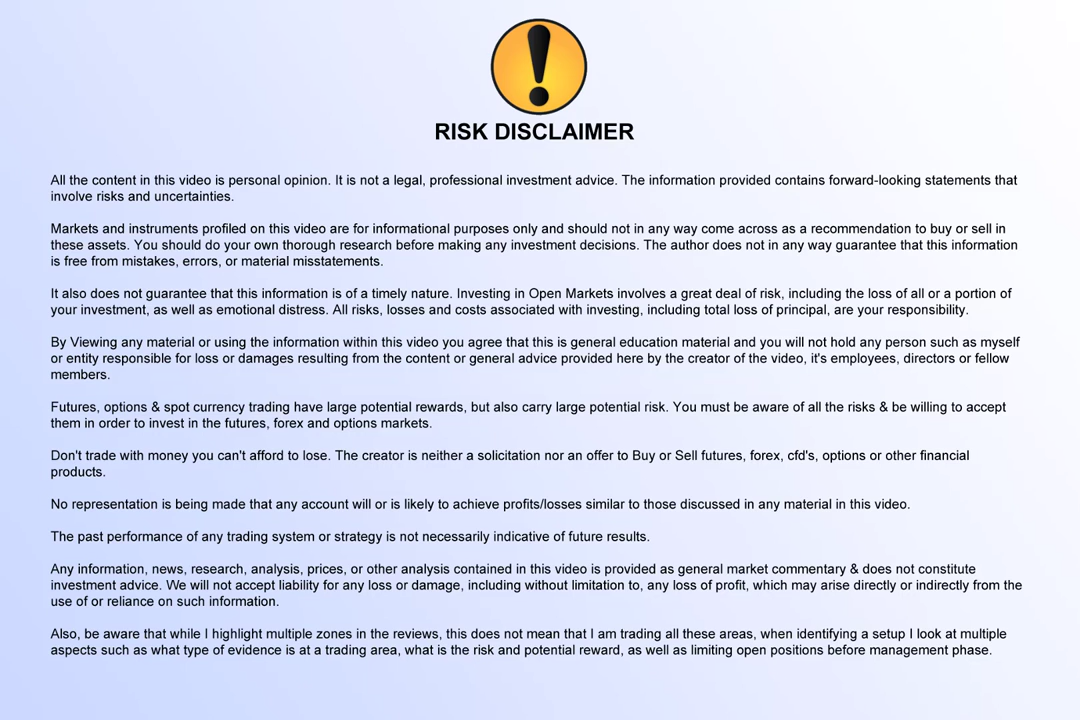 RISK DISCLAIMER
All the content in this video is personal opinion. It is not a legal, professional investment advice. The information provided contains forward-looking statements that
involve risks and uncertainties.
Markets and instruments profiled on this video are for informational purposes only and should not in any way come across as a recommendation to buy or sell in
these assets. You should do your own thorough research before making any investment decisions. The author does not in any way guarantee that this information
is free from mistakes, errors, or material misstatements.
It also does not guarantee that this information is of a timely nature. Investing in Open Markets involves a great deal of risk, including the loss of all or a portion of
your investment, as well as emotional distress. All risks, losses and costs associated with investing, including total loss of principal, are your responsibility.
By Viewing any material or using the information within this video you agree that this is general education material and you will not hold any person such as myself
or entity responsible for loss or damages resulting from the content or general advice provided here by the creator of the video, it's employees, directors or fellow
members.
Futures, options & spot currency trading have large potential rewards, but also carry large potential risk. You must be aware of all the risks & be willing to accept
them in order to invest in the futures, forex and options markets.
Don't trade with money you can't afford to lose. The creator is neither a solicitation nor an offer to Buy or Sell futures, forex, cfd's, options or other financial
products.
No representation is being made that any account will or is likely to achieve profits/losses similar to those discussed in any material in this video.
The past performance of any trading system or strategy is not necessarily indicative of future results.
Any information, news, research, analysis, prices, or other analysis contained in this video is provided as general market commentary & does not constitute
investment advice. We will not accept liability for any loss or damage, including without limitation to, any loss of profit, which may arise directly or indirectly from the
use of or reliance on such information.
Also, be aware that while I highlight multiple zones in the reviews, this does not mean that I am trading all these areas, when identifying a setup I look at multiple
aspects such as what type of evidence is at a trading area, what is the risk and potential reward, as well as limiting open positions before management phase.